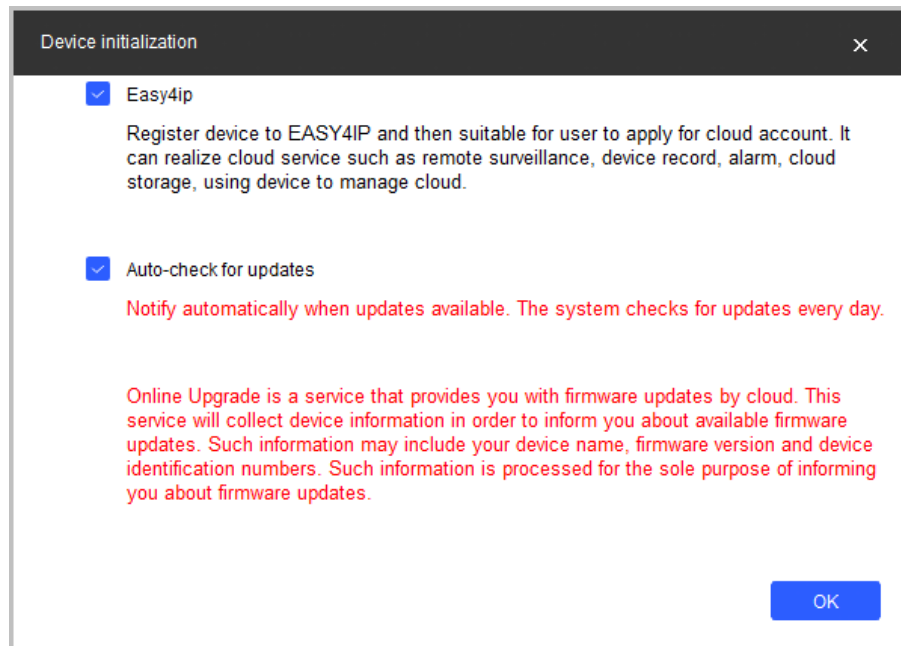 Device initialization
Easy4ip
Register device to EASY4IP and then suitable for user to apply for cloud account. It
can realize cloud service such as remote surveillance, device record, alarm, cloud
storage, using device to manage cloud.
Auto-check for updates
Notify automatically when updates available. The system checks for updates every day.
Online Upgrade is a service that provides you with firmware updates by cloud. This
service will collect device information in order to inform you about available firmware
updates. Such information may include your device name, firmware version and device
identification numbers. Such information is processed for the sole purpose of informing
you about firmware updates.
OK